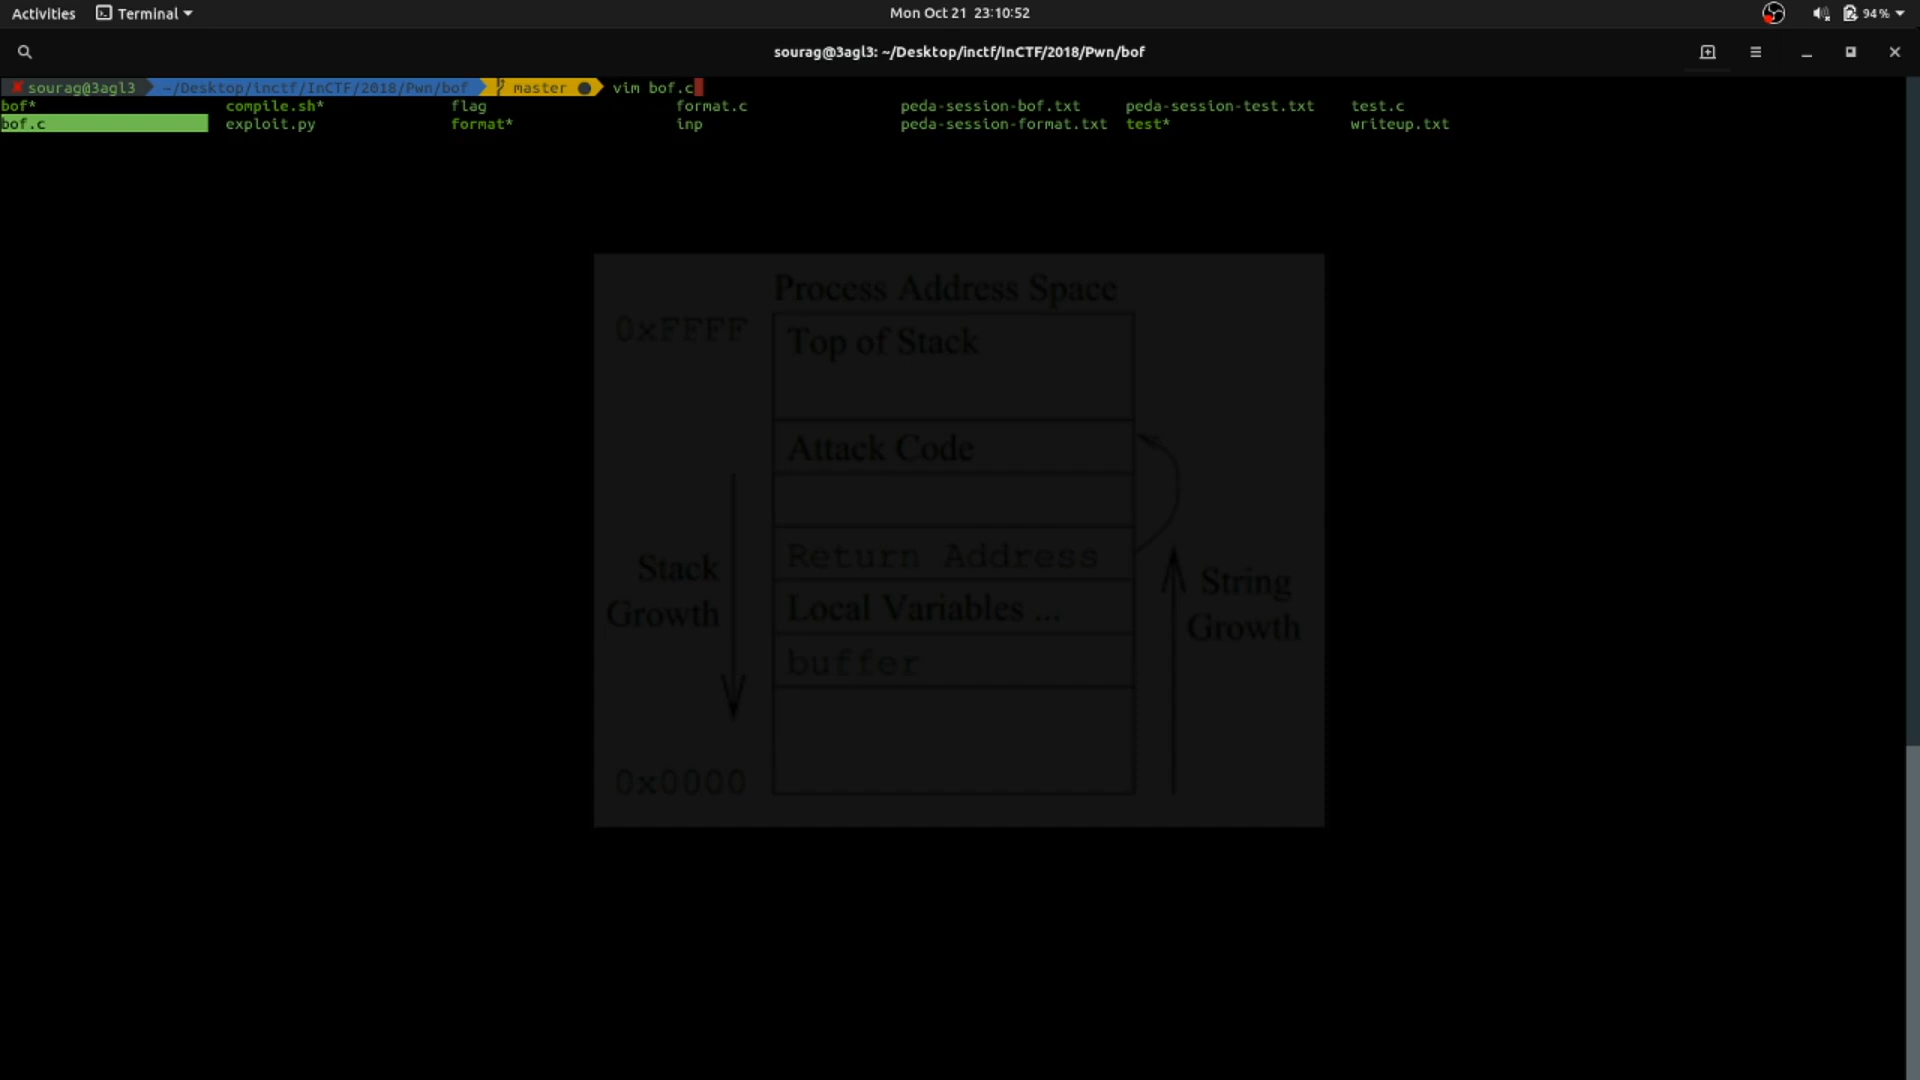 Activities Terminal Mon Oct 21 23:10:52 94%
sourag@3agl3: ~/Desktop/inctf/InCTF/2018/Pwn/bof
✘ sourag@3agl3 ~/Desktop/inctf/InCTF/2018/Pwn/bof master ● vim bof.c
bof* compile.sh* flag format.c peda-session-bof.txt peda-session-test.txt test.c
bof.c exploit.py format* inp peda-session-format.txt test* writeup.txt
Process Address Space
0xFFFF
Top of Stack
Attack Code
Return Address
Stack
Growth
Local Variables ...
String
Growth
buffer
0x0000